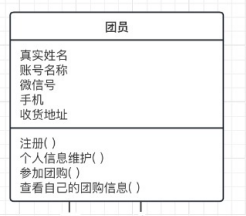 团员
真实姓名
账号名称
微信号
手机
收货地址
注册( )
个人信息维护( )
参加团购( )
查看自己的团购信息( )